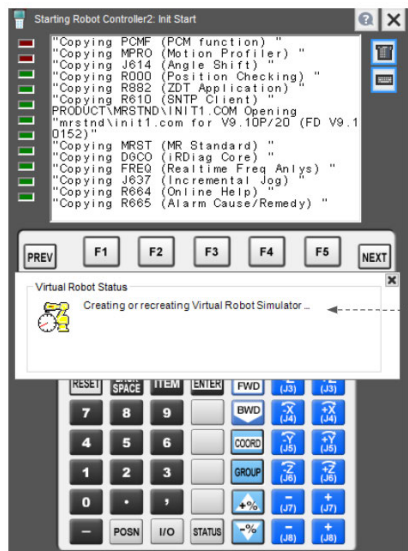 Starting Robot Controller2: Init Start
"Copying PCMF (PCM function) "
"Copying MPRO (Motion Profiler) "
"Copying J614 (Angle Shift) "
"Copying R000 (Position Checking) "
"Copying R882 (ZDT Application) "
"Copying R610 (SNTP Client) "
PRODUCT\MRSTND\INIT1.COM Opening
"mrstnd\init1.com for V9.10P/20 (FD V9.1
0152)"
"Copying MRST (MR Standard) "
"Copying DGCO (iRDiag Core) "
"Copying FREQ (Realtime Freq Anlys) "
"Copying J637 (Incremental Jog) "
"Copying R664 (Online Help) "
"Copying R665 (Alarm Cause/Remedy) "
PREV F1 F2 F3 F4 F5 NEXT
Virtual Robot Status
Creating or recreating Virtual Robot Simulator ...
RESET BACK SPACE ITEM ENTER FWD -Z (J3) +Z (J3)
7 8 9 BWD -X (J4) +X (J4)
4 5 6 COORD -Y (J5) +Y (J5)
1 2 3 GROUP -Z (J6) +Z (J6)
0 . , +% - (J7) + (J7)
- POSN I/O STATUS -% - (J8) + (J8)